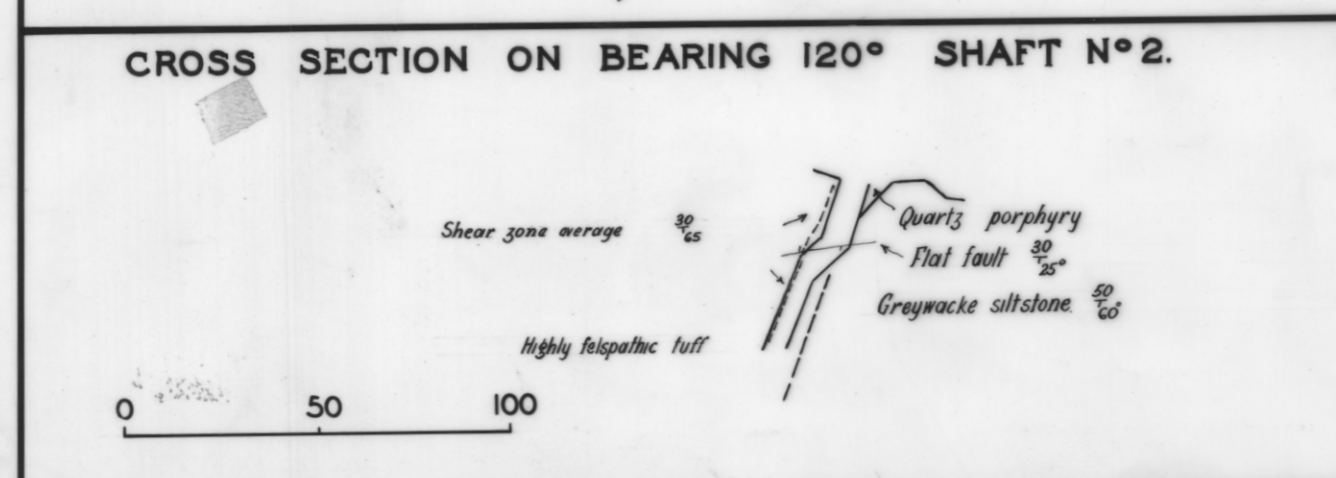 CROSS SECTION ON BEARING 120° SHAFT Nº 2.
Quartz porphyry
Shear zone average 30/65
Flat fault 30/25°
Greywacke siltstone. 50/60°
Highly felspathic tuff
0 50 100